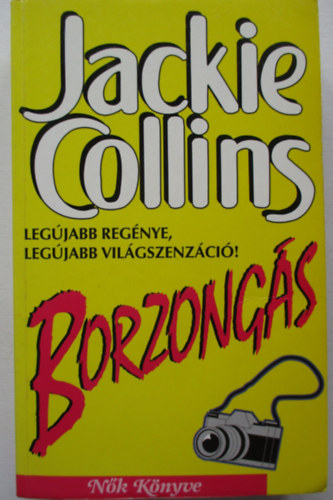 Jackie
Collins
LEGÚJABB REGÉNYE,
LEGÚJABB VILÁGSZENZÁCIÓ!
BORZONGÁS
Nők Könyve